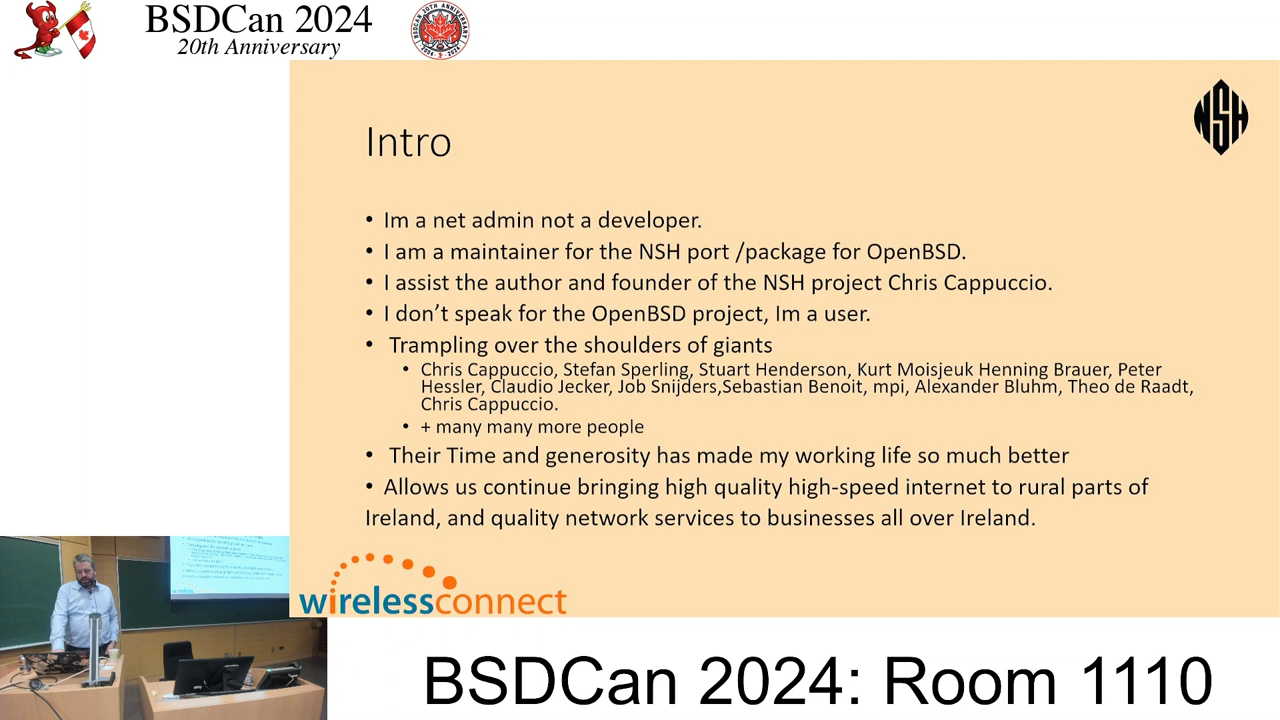 BSDCan 2024
20th Anniversary
NSH
Intro
• Im a net admin not a developer.
• I am a maintainer for the NSH port /package for OpenBSD.
• I assist the author and founder of the NSH project Chris Cappuccio.
• I don’t speak for the OpenBSD project, Im a user.
• Trampling over the shoulders of giants
• Chris Cappuccio, Stefan Sperling, Stuart Henderson, Kurt Moisjeuk Henning Brauer, Peter
Hessler, Claudio Jecker, Job Snijders,Sebastian Benoit, mpi, Alexander Bluhm, Theo de Raadt,
Chris Cappuccio.
• + many many more people
• Their Time and generosity has made my working life so much better
• Allows us continue bringing high quality high-speed internet to rural parts of
Ireland, and quality network services to businesses all over Ireland.
wirelessconnect
BSDCan 2024: Room 1110